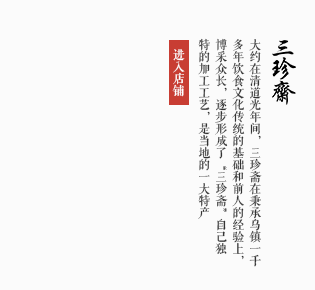 三珍齋
大约在清道光年间，三珍斋在秉承乌镇一千
多年饮食文化传统的基础和前人的经验上，
博采众长，逐步形成了“三珍斋”自己独
特的加工工艺，是当地的一大特产
进入店铺